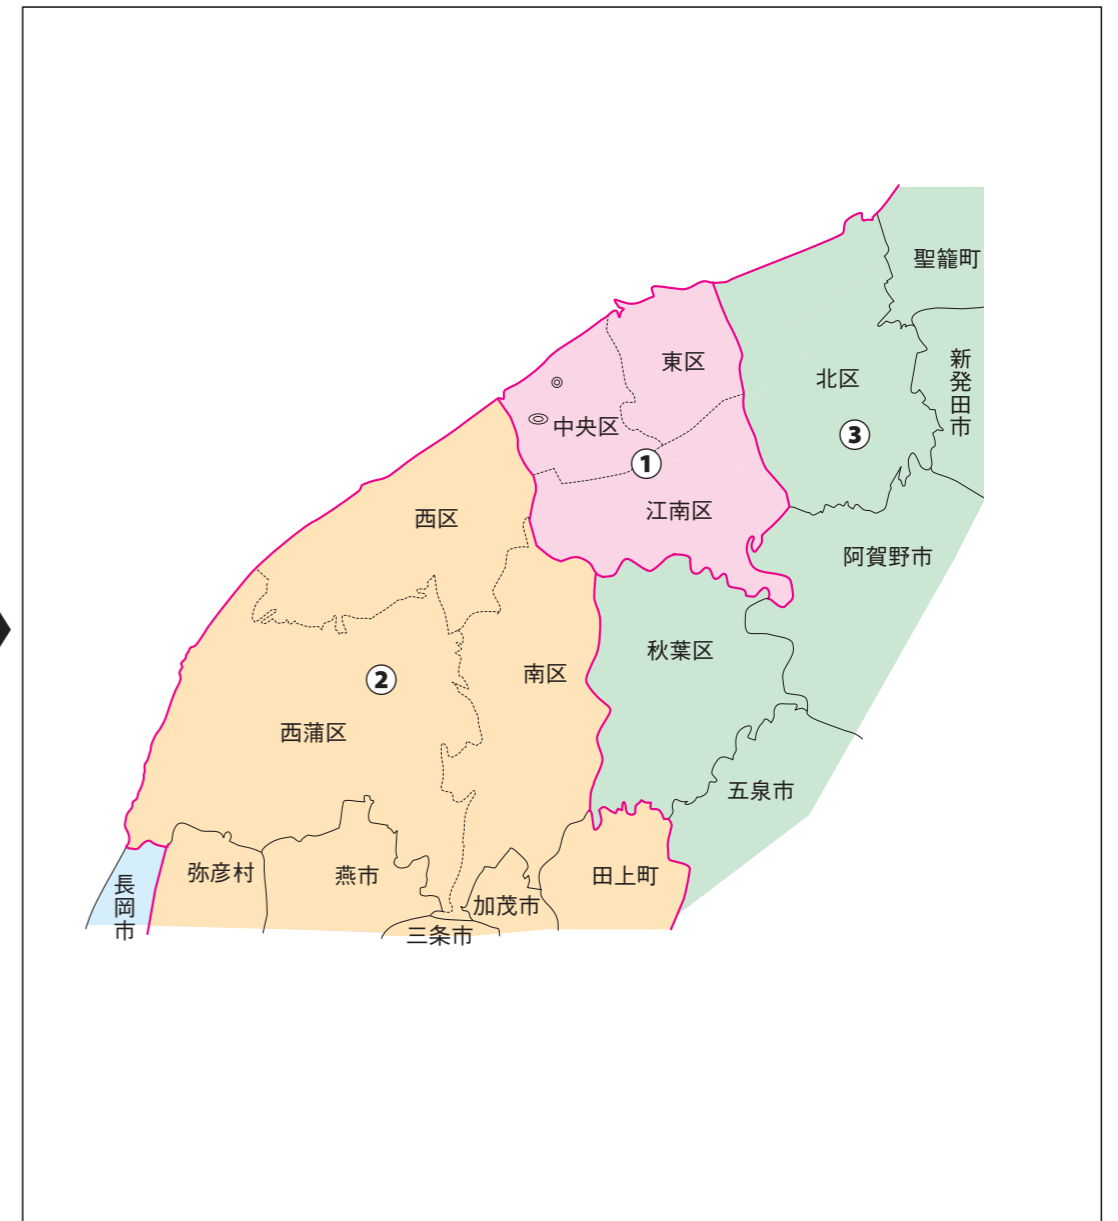 聖籠町
新発田市
東区
北区
中央区
③
①
江南区
西区
阿賀野市
秋葉区
南区
②
西蒲区
五泉市
弥彦村
燕市
田上町
長岡市
加茂市
三条市